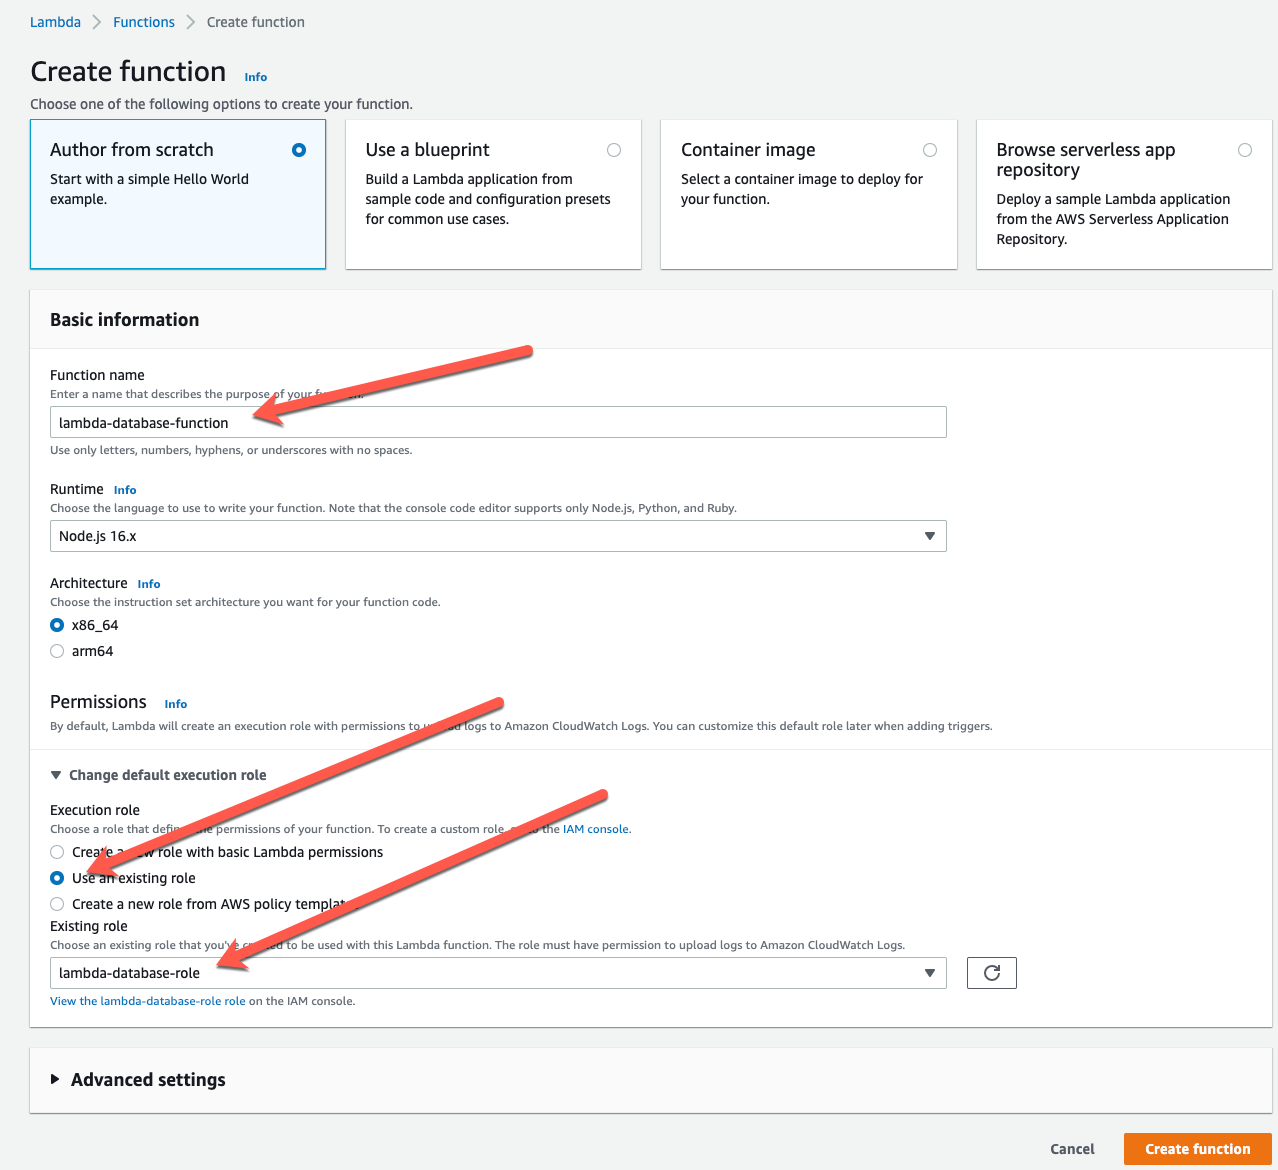 Lambda > Functions > Create function
Create function Info
Choose one of the following options to create your function.
Author from scratch
Start with a simple Hello World
example.
Use a blueprint
Build a Lambda application from
sample code and configuration presets
for common use cases.
Container image
Select a container image to deploy for
your function.
Browse serverless app
repository
Deploy a sample Lambda application
from the AWS Serverless Application
Repository.
Basic information
Function name
Enter a name that describes the purpose of your function.
lambda-database-function
Use only letters, numbers, hyphens, or underscores with no spaces.
Runtime Info
Choose the language to use to write your function. Note that the console code editor supports only Node.js, Python, and Ruby.
Node.js 16.x
Architecture Info
Choose the instruction set architecture you want for your function code.
x86_64
arm64
Permissions Info
By default, Lambda will create an execution role with permissions to upload logs to Amazon CloudWatch Logs. You can customize this default role later when adding triggers.
Change default execution role
Execution role
Choose a role that defines the permissions of your function. To create a custom role, go to the IAM console.
Create a new role with basic Lambda permissions
Use an existing role
Create a new role from AWS policy templates
Existing role
Choose an existing role that you've created to be used with this Lambda function. The role must have permission to upload logs to Amazon CloudWatch Logs.
lambda-database-role
View the lambda-database-role role on the IAM console.
Advanced settings
Cancel Create function